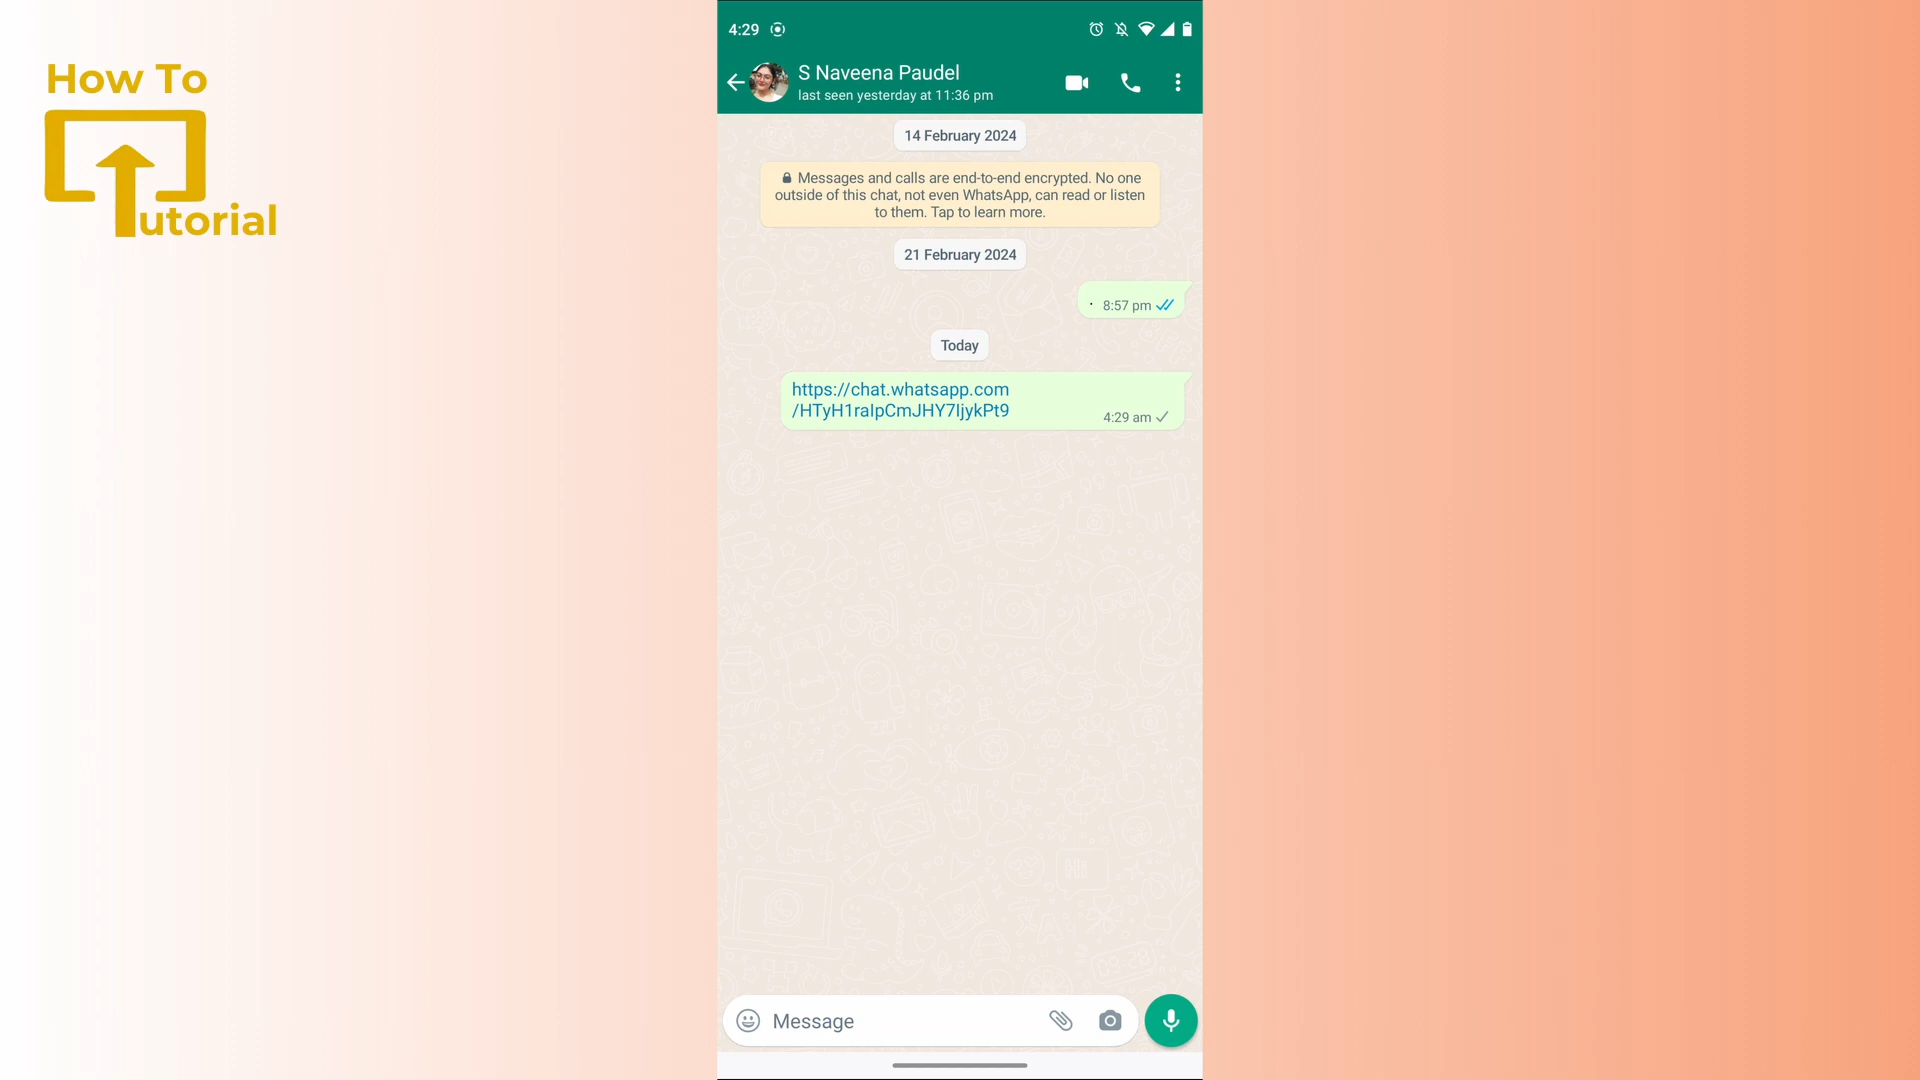 How To
Tutorial
4:29
S Naveena Paudel
last seen yesterday at 11:36 pm
14 February 2024
Messages and calls are end-to-end encrypted. No one
outside of this chat, not even WhatsApp, can read or listen
to them. Tap to learn more.
21 February 2024
. 8:57 pm
Today
https://chat.whatsapp.com
/HTyH1raIpCmJHY7IjykPt9
4:29 am
Message